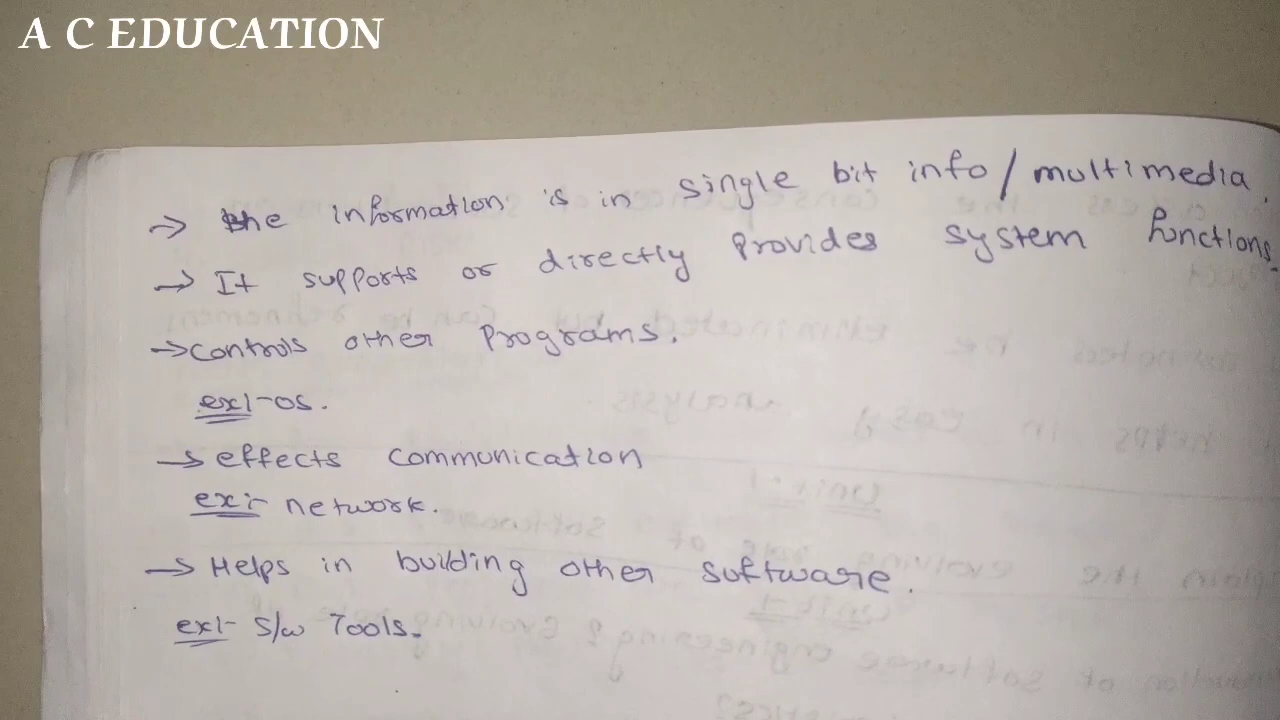 A C EDUCATION
→ the information is in single bit info/multimedia.
→ It supports or directly provides system functions.
→ controls other programs.
ex:- OS.
→ effects communication
ex:- network.
→ Helps in building other software.
ex:- S/w Tools.